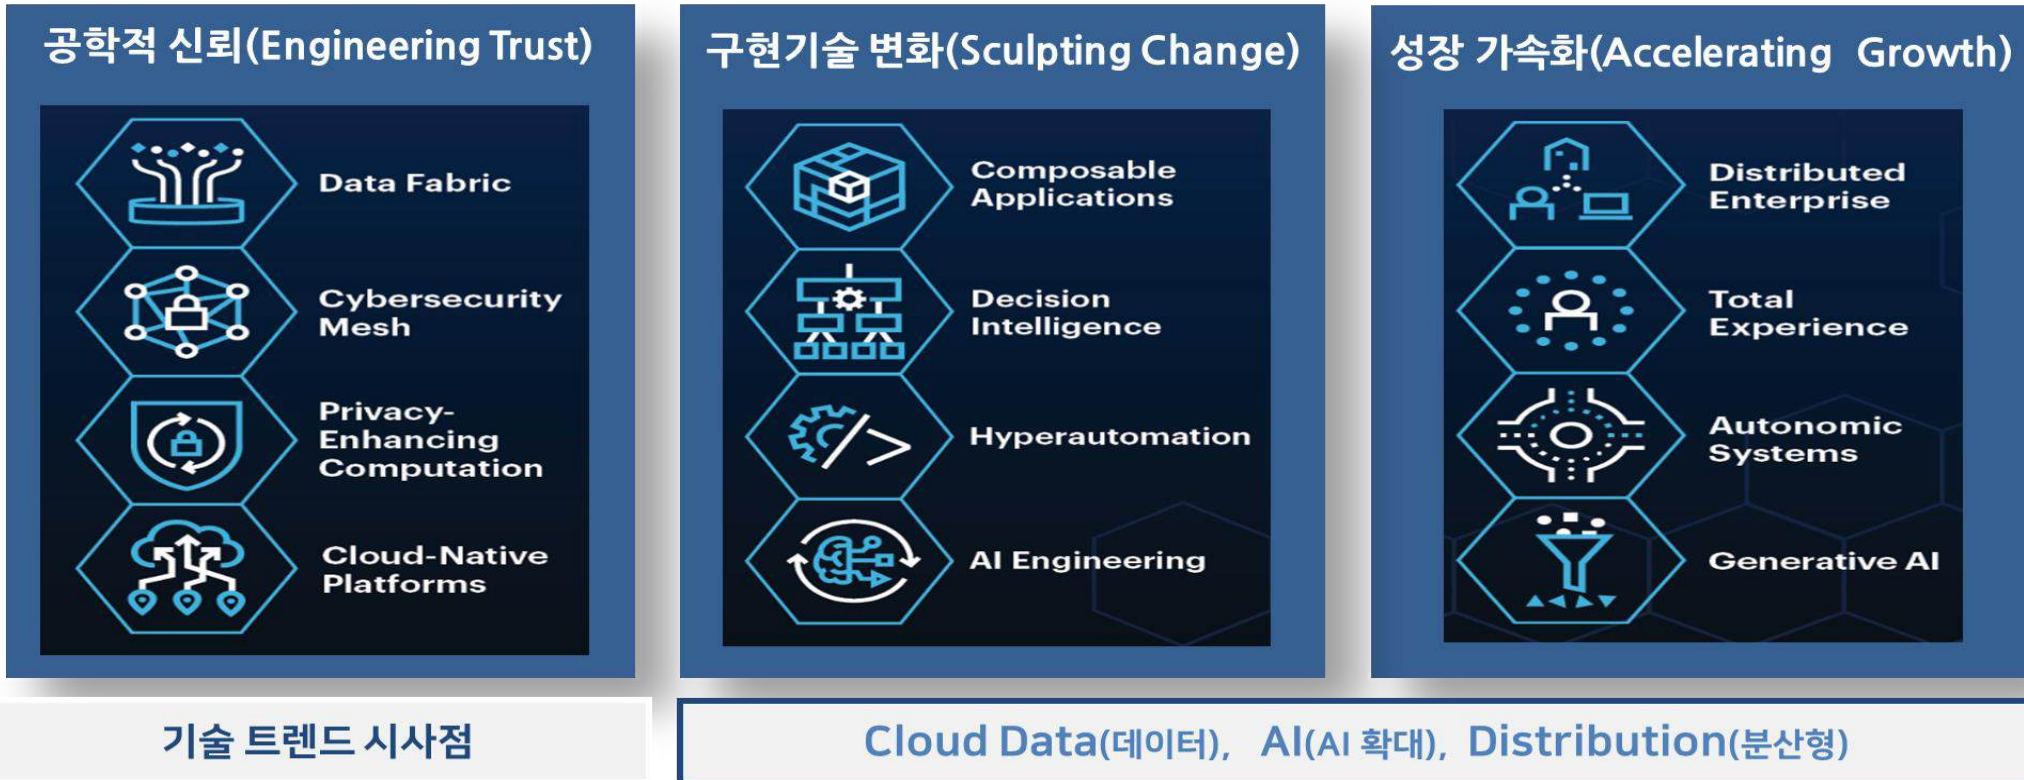 공학적 신뢰(Engineering Trust)
Data Fabric
Cybersecurity
Mesh
Privacy-
Enhancing
Computation
Cloud-Native
Platforms
구현기술 변화(Sculpting Change)
Composable
Applications
Decision
Intelligence
Hyperautomation
AI Engineering
성장 가속화(Accelerating Growth)
Distributed
Enterprise
Total
Experience
Autonomic
Systems
Generative AI
기술 트렌드 시사점
Cloud Data(데이터), AI(AI 확대), Distribution(분산형)